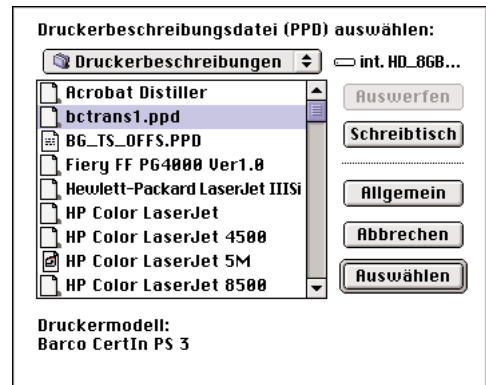 Druckerbeschreibungsdatei (PPD) auswählen:
Druckerbeschreibungen
int. HD_8GB...
Acrobat Distiller
bctrans1.ppd
BG_TS_OFFS.PPD
Fiery FF PG4000 Ver1.0
Hewlett-Packard LaserJet IIISi
HP Color LaserJet
HP Color LaserJet 4500
HP Color LaserJet 5M
HP Color LaserJet 8500
Auswerfen
Schreibtisch
Allgemein
Abbrechen
Auswählen
Druckermodell:
Barco CertIn PS 3